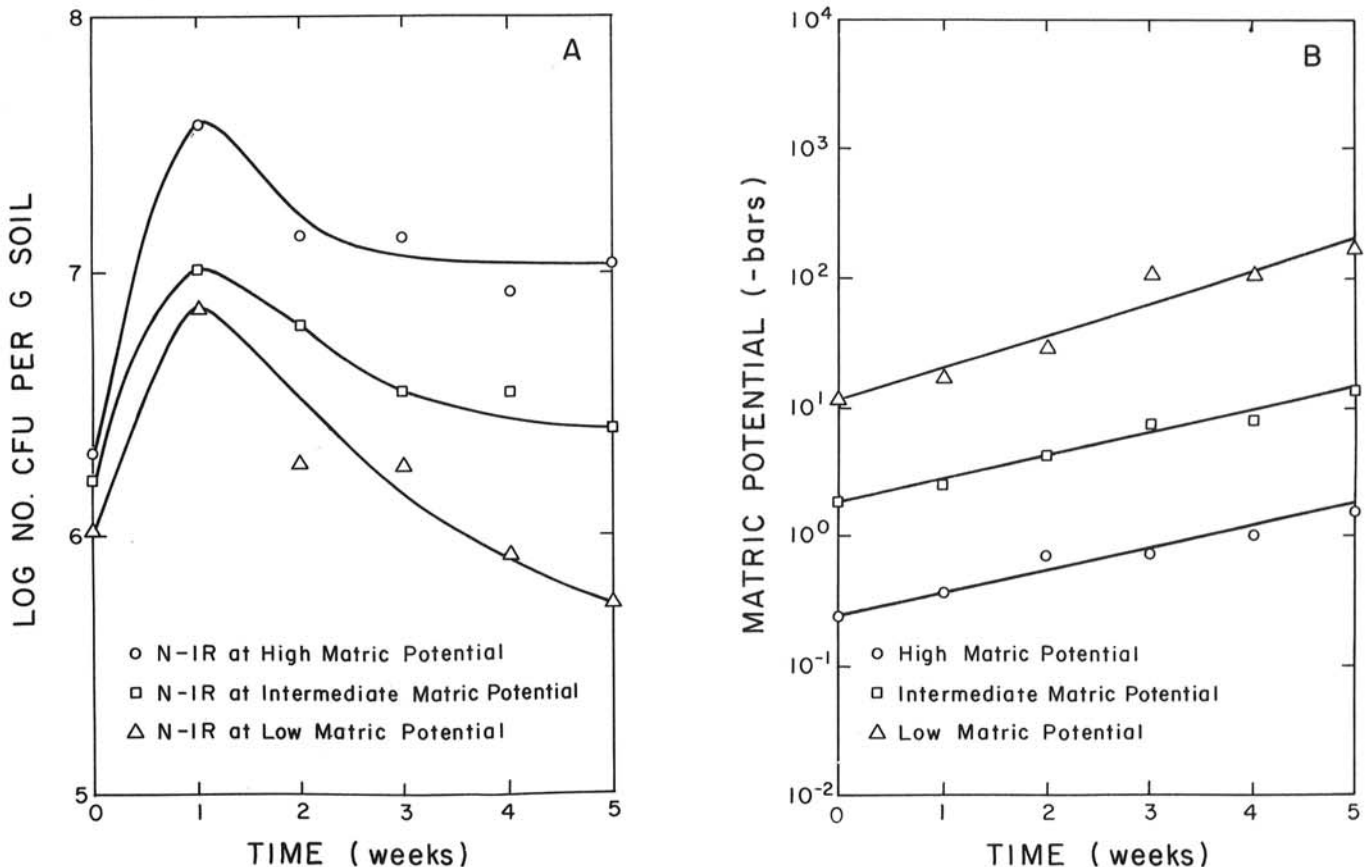 8
7
6
5
LOG NO. CFU PER G SOIL
A
○ N-IR at High Matric Potential
□ N-IR at Intermediate Matric Potential
△ N-IR at Low Matric Potential
0 1 2 3 4 5
TIME (weeks)
10⁴
10³
10²
10¹
10⁰
10⁻¹
10⁻²
MATRIC POTENTIAL (-bars)
B
○ High Matric Potential
□ Intermediate Matric Potential
△ Low Matric Potential
0 1 2 3 4 5
TIME (weeks)